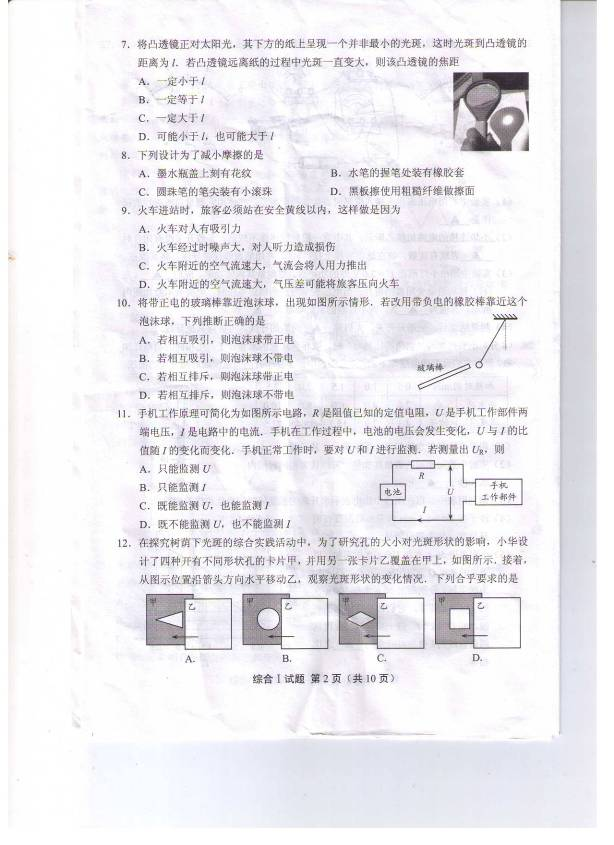 7．将凸透镜正对太阳光，其下方的纸上呈现一个并非最小的光斑，这时光斑到凸透镜的
距离为 l．若凸透镜远离纸的过程中光斑一直变大，则该凸透镜的焦距
A．一定小于 l
B．一定等于 l
C．一定大于 l
D．可能小于 l，也可能大于 l
8．下列设计为了减小摩擦的是
A．墨水瓶盖上刻有花纹 B．水笔的握笔处装有橡胶套
C．圆珠笔的笔尖装有小滚珠 D．黑板擦使用粗糙纤维做擦面
9．火车进站时，旅客必须站在安全黄线以内，这样做是因为
A．火车对人有吸引力
B．火车经过时噪声大，对人听力造成损伤
C．火车附近的空气流速大，气流会将人用力推出
D．火车附近的空气流速大，气压差可能将旅客压向火车
10．将带正电的玻璃棒靠近泡沫球，出现如图所示情形．若改用带负电的橡胶棒靠近这个
泡沫球，下列推断正确的是
A．若相互吸引，则泡沫球带正电
B．若相互吸引，则泡沫球不带电
C．若相互排斥，则泡沫球带正电
D．若相互排斥，则泡沫球不带电
玻璃棒
11．手机工作原理可简化为如图所示电路，R 是阻值已知的定值电阻，U 是手机工作部件两
端电压，I 是电路中的电流．手机在工作过程中，电池的电压会发生变化，U 与 I 的比
值随 I 的变化而变化．手机正常工作时，要对 U 和 I 进行监测．若测量出 UR，则
A．只能监测 U
B．只能监测 I
C．既能监测 U，也能监测 I
D．既不能监测 U，也不能监测 I
R
电池
U
手机
工作部件
I
12．在探究树荫下光斑的综合实践活动中，为了研究孔的大小对光斑形状的影响，小华设
计了四种开有不同形状孔的卡片甲，并用另一张卡片乙覆盖在甲上，如图所示．接着，
从图示位置沿箭头方向水平移动乙，观察光斑形状的变化情况．下列合乎要求的是
甲 乙 甲 乙 甲 乙 甲 乙
A. B. C. D.
综合Ⅰ试题 第 2 页（共 10 页）